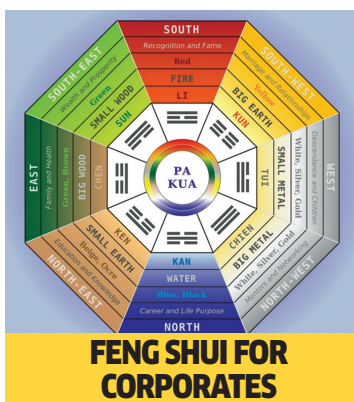 SOUTH
Recognition and Fame
Red
FIRE
LI
SOUTH-WEST
Marriage and Relationships
Yellow
BIG EARTH
KUN
WEST
Descendance and Children
White, Silver, Gold
SMALL METAL
TUI
NORTH-WEST
Mentors and Networking
White, Silver, Gold
BIG METAL
CHIEN
KAN
WATER
Blue, Black
Career and Life Purpose
NORTH
KEN
SMALL EARTH
Beige, Ocre
Education and Knowledge
NORTH-EAST
EAST
Family and Health
Green, Brown
BIG WOOD
CHEN
SOUTH-EAST
Wealth and Prosperity
Green
SMALL WOOD
SUN
PA
KUA
FENG SHUI FOR
CORPORATES